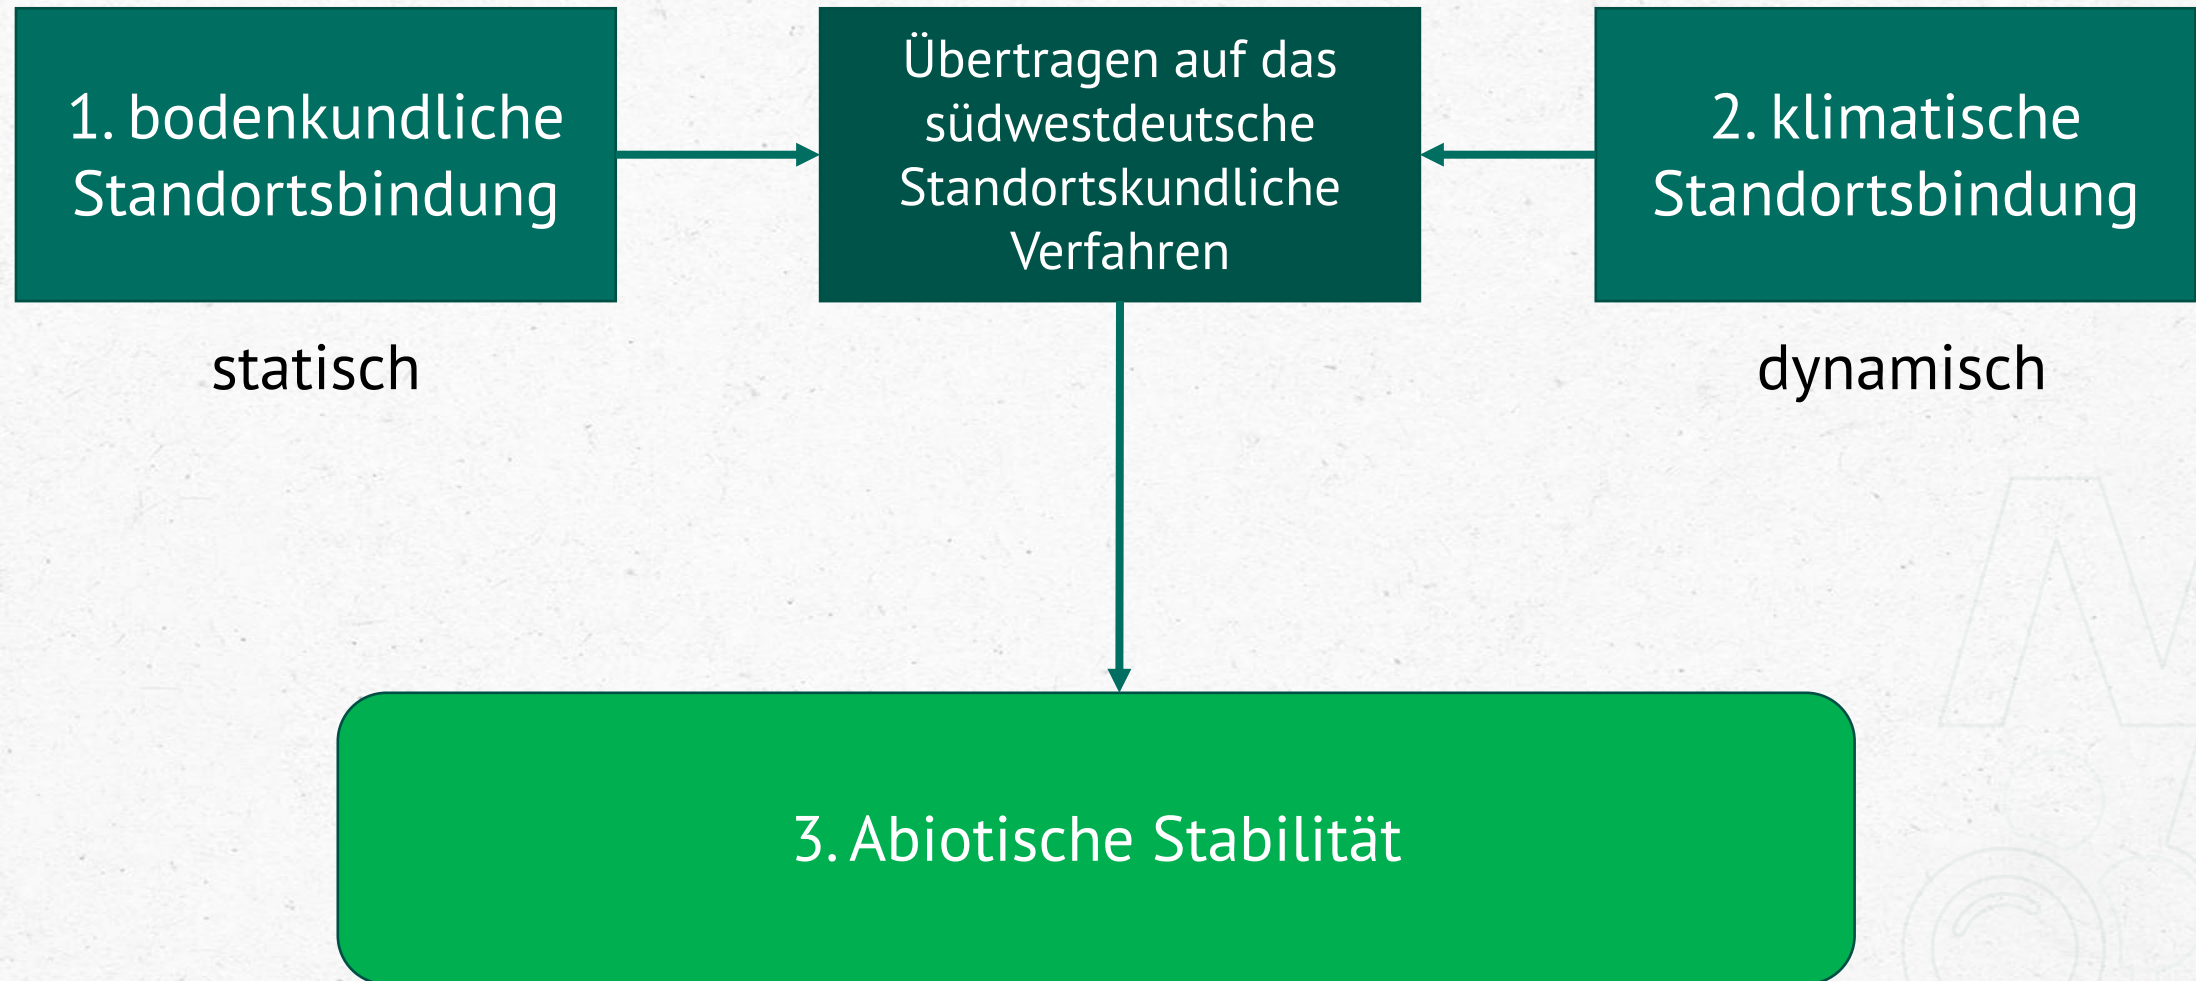 1. bodenkundliche
Standortsbindung
Übertragen auf das
südwestdeutsche
Standortskundliche
Verfahren
2. klimatische
Standortsbindung
statisch
dynamisch
3. Abiotische Stabilität